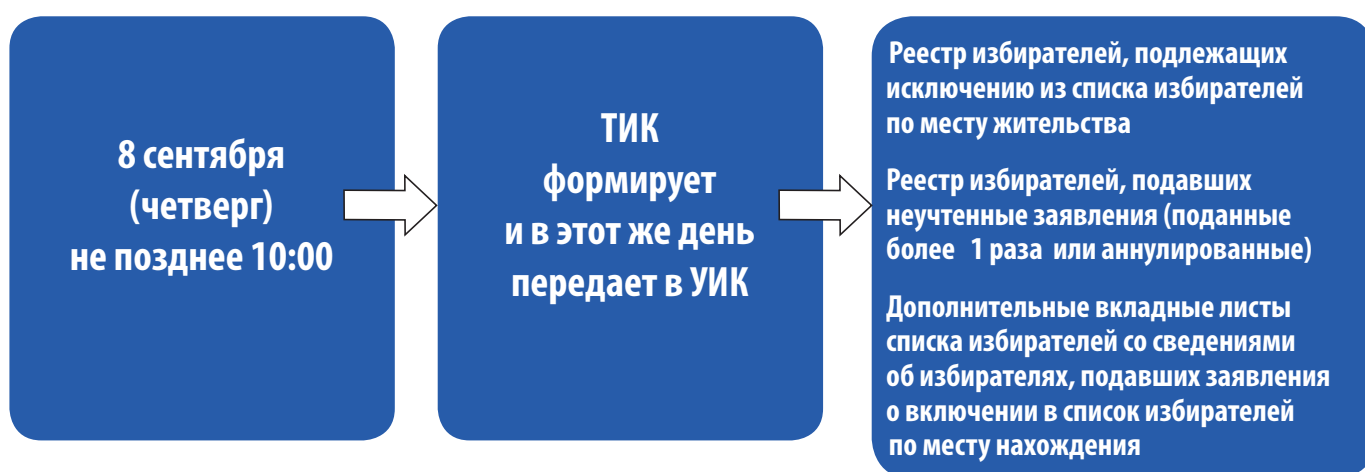 8 сентября
(четверг)
не позднее 10:00
ТИК
формирует
и в этот же день
передает в УИК
Реестр избирателей, подлежащих
исключению из списка избирателей
по месту жительства
Реестр избирателей, подавших
неучтенные заявления (поданные
более 1 раза или аннулированные)
Дополнительные вкладные листы
списка избирателей со сведениями
об избирателях, подавших заявления
о включении в список избирателей
по месту нахождения